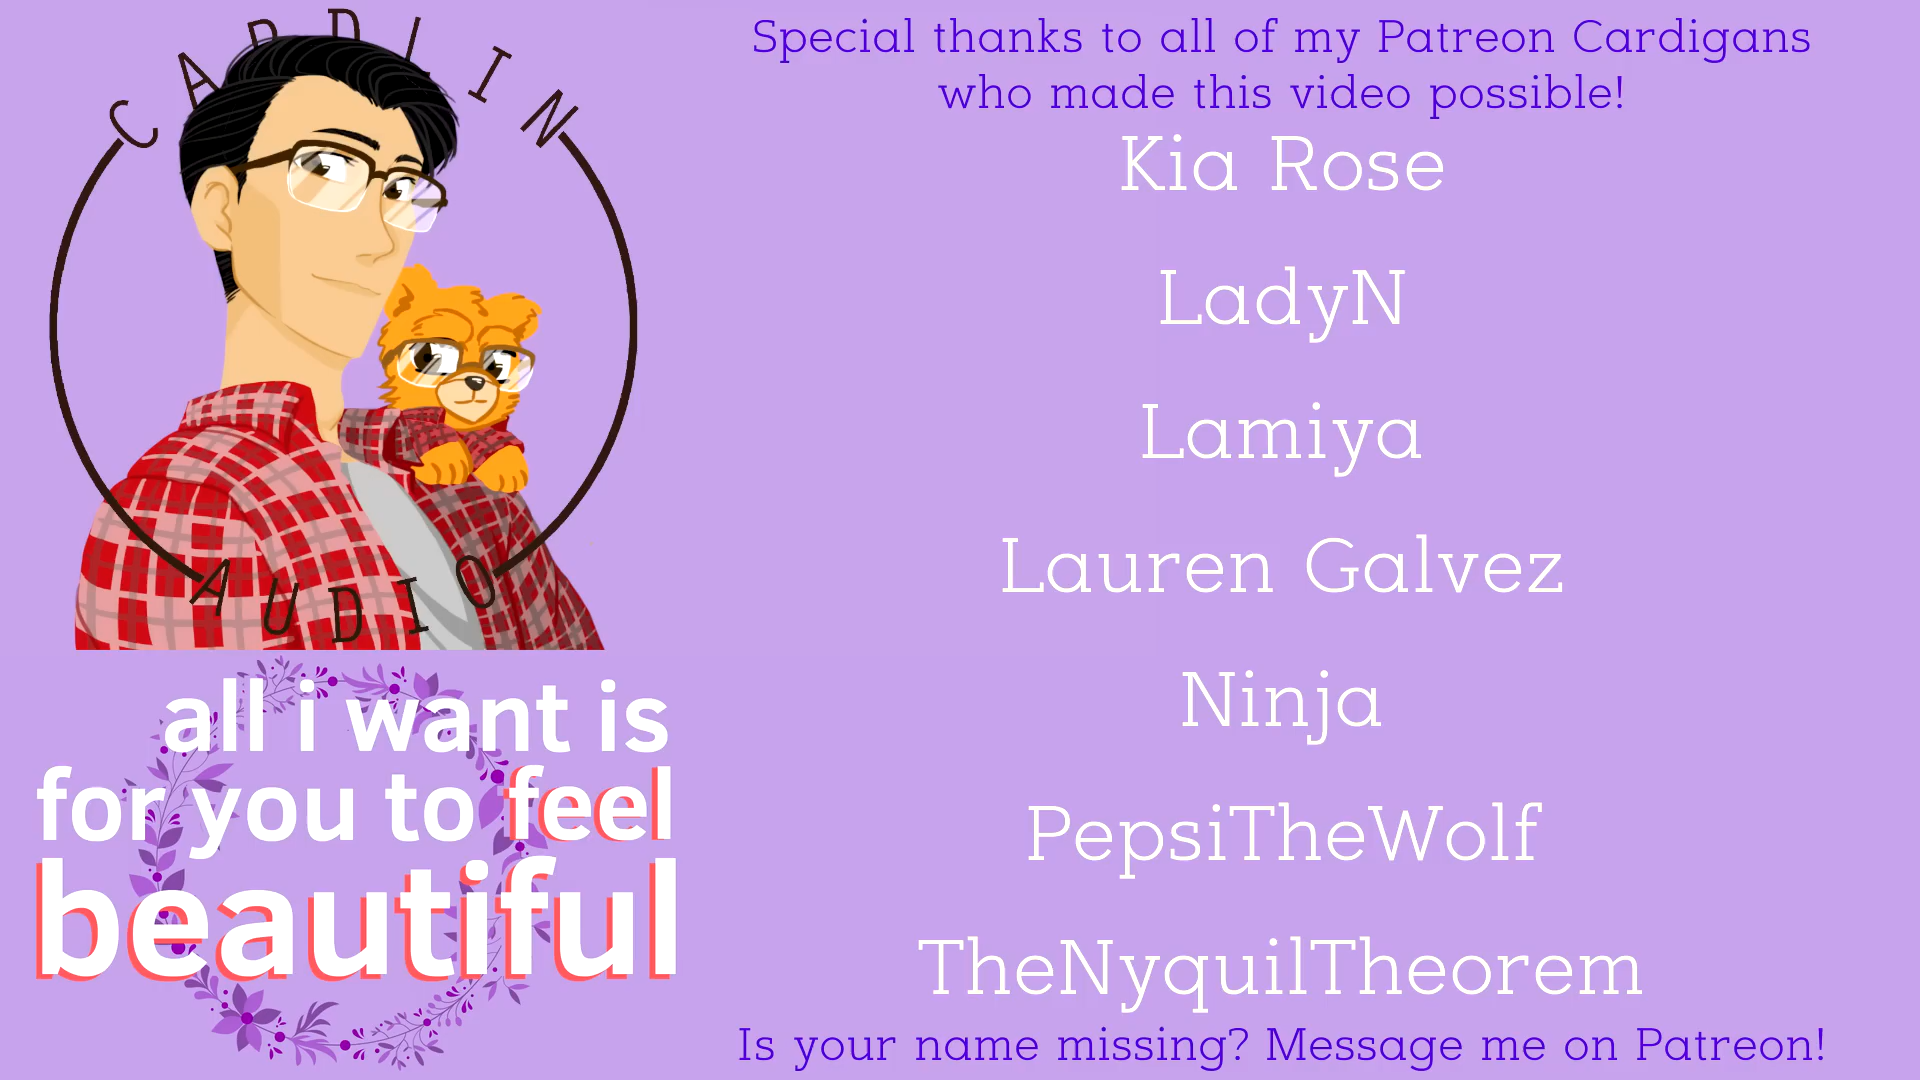 CARDLIN
AUDIO
all i want is
for you to feel
beautiful
Special thanks to all of my Patreon Cardigans
who made this video possible!
Kia Rose
LadyN
Lamiya
Lauren Galvez
Ninja
PepsiTheWolf
TheNyquilTheorem
Is your name missing? Message me on Patreon!